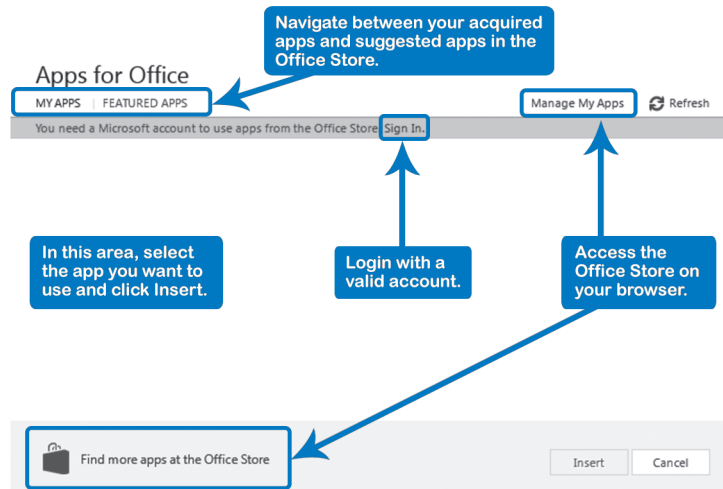 Navigate between your acquired
apps and suggested apps in the
Office Store.
Apps for Office
MY APPS | FEATURED APPS
Manage My Apps
Refresh
You need a Microsoft account to use apps from the Office Store. Sign In.
In this area, select
the app you want to
use and click Insert.
Login with a
valid account.
Access the
Office Store on
your browser.
Find more apps at the Office Store
Insert
Cancel